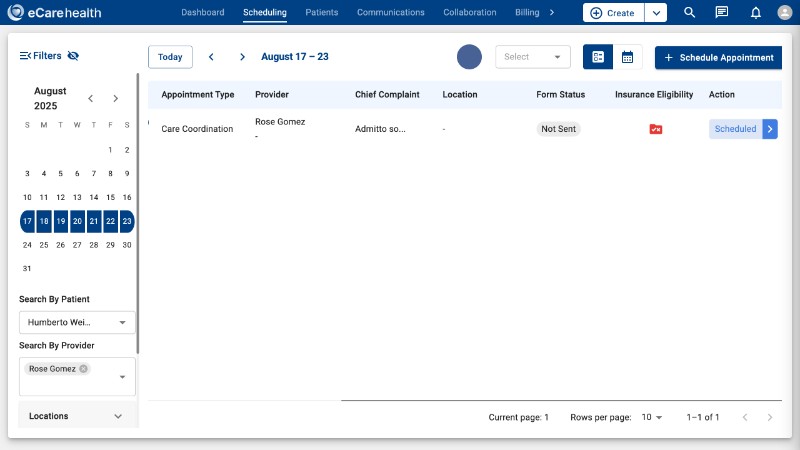 eCarehealth
Dashboard
Scheduling
Patients
Communications
Collaboration
Billing
Create
Filters
Today
August 17 – 23
Select
Schedule Appointment
August
2025
S M T W T F S
1 2
3 4 5 6 7 8 9
10 11 12 13 14 15 16
17 18 19 20 21 22 23
24 25 26 27 28 29 30
31
Search By Patient
Humberto Wei...
Search By Provider
Rose Gomez
Locations
Appointment Type Provider Chief Complaint Location Form Status Insurance Eligibility Action
Care Coordination Rose Gomez Admitto so... - Not Sent Scheduled
-
Current page: 1 Rows per page: 10 1–1 of 1